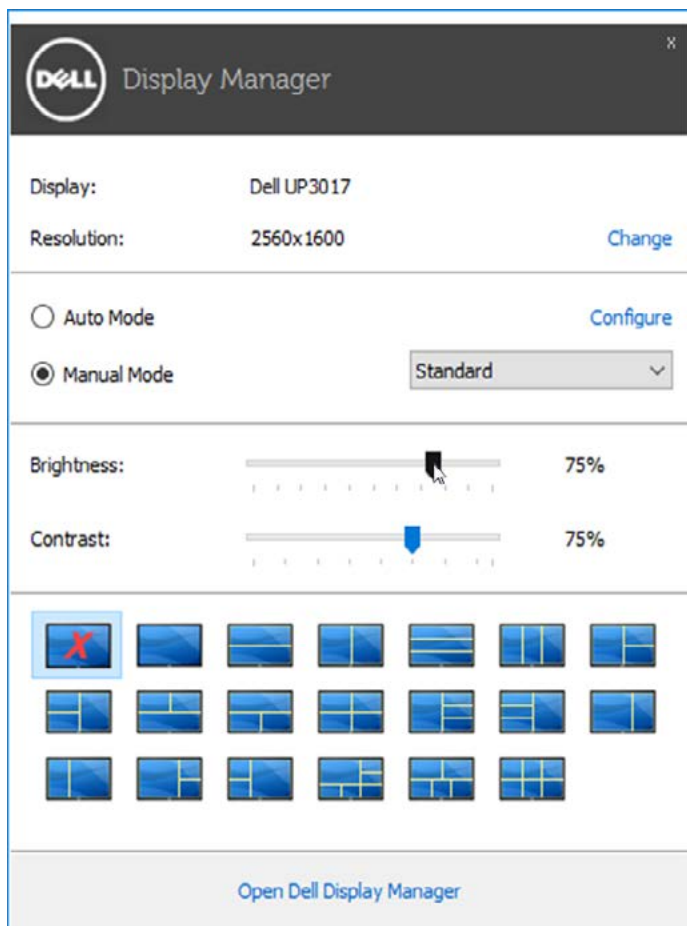 x
DELL Display Manager
Display: Dell UP3017
Resolution: 2560x1600 Change
Auto Mode Configure
Manual Mode Standard
Brightness: 75%
Contrast: 75%
X
Open Dell Display Manager